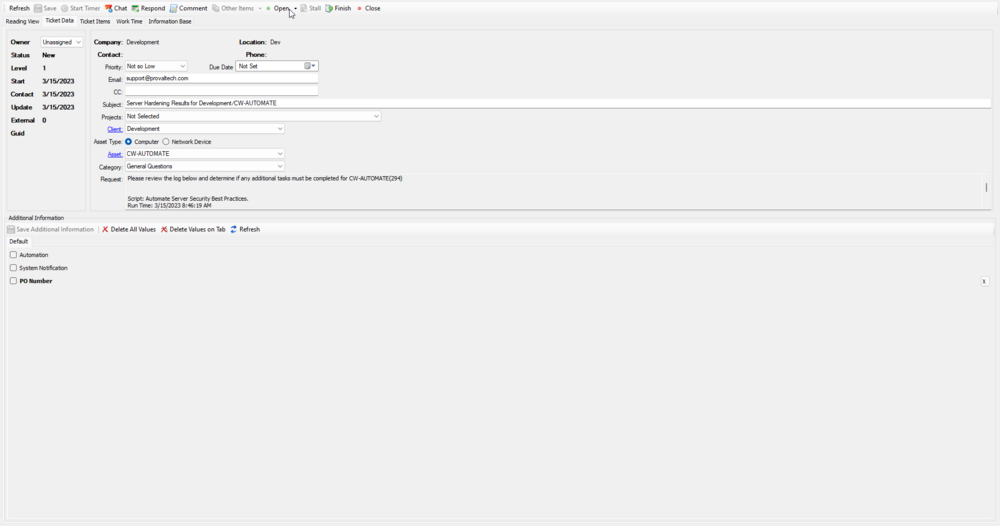 Refresh Save Start Timer Chat Respond Comment Other Items Open Stall Finish Close
Reading View Ticket Data Ticket Items Work Time Information Base
Owner Unassigned Company: Development Location: Dev
Status New Contact: Phone:
Level 1 Priority: Not so Low Due Date Not Set
Start 3/15/2023 Email: support@provaltech.com
Contact 3/15/2023 CC:
Update 3/15/2023 Subject: Server Hardening Results for Development/CW-AUTOMATE
External 0 Projects: Not Selected
Guid Client: Development
Asset Type: Computer Network Device
Asset: CW-AUTOMATE
Category: General Questions
Request: Please review the log below and determine if any additional tasks must be completed for CW-AUTOMATE(294)
Script: Automate Server Security Best Practices.
Run Time: 3/15/2023 8:46:19 AM
Additional Information
Save Additional Information Delete All Values Delete Values on Tab Refresh
Default
Automation
System Notification
PO Number x